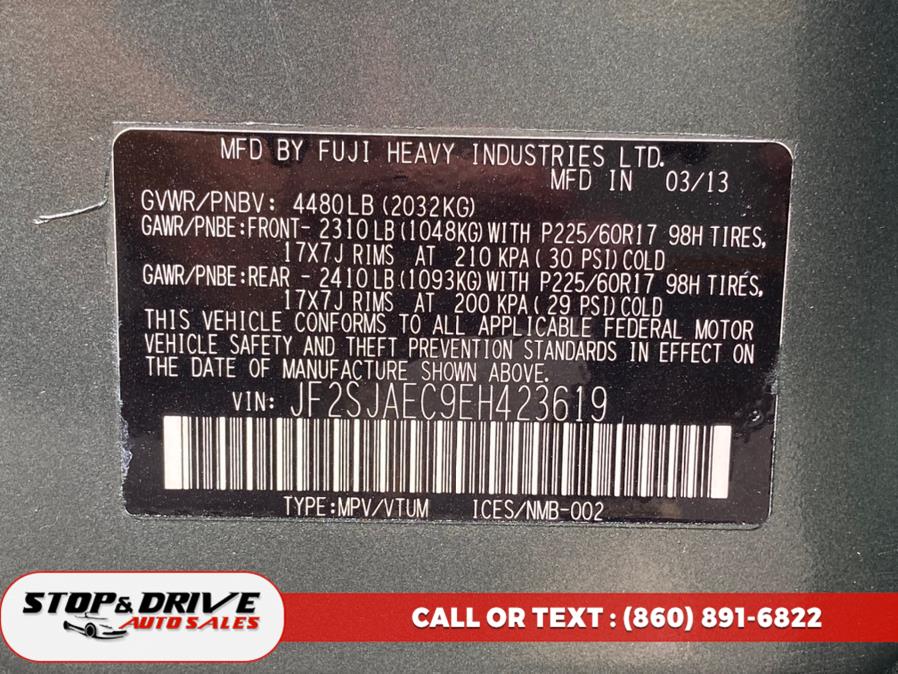 MFD BY FUJI HEAVY INDUSTRIES LTD.
MFD IN 03/13
GVWR/PNBV: 4480LB (2032KG)
GAWR/PNBE:FRONT- 2310 LB (1048KG) WITH P225/60R17 98H TIRES,
17X7J RIMS AT 210 KPA ( 30 PSI) COLD
GAWR/PNBE:REAR - 2410 LB (1093KG) WITH P225/60R17 98H TIRES,
17X7J RIMS AT 200 KPA ( 29 PSI) COLD
THIS VEHICLE CONFORMS TO ALL APPLICABLE FEDERAL MOTOR
VEHICLE SAFETY AND THEFT PREVENTION STANDARDS IN EFFECT ON
THE DATE OF MANUFACTURE SHOWN ABOVE.
VIN: JF2SJAEC9EH423619
TYPE:MPV/VTUM ICES/NMB-002
STOP & DRIVE
AUTO SALES
CALL OR TEXT : (860) 891-6822